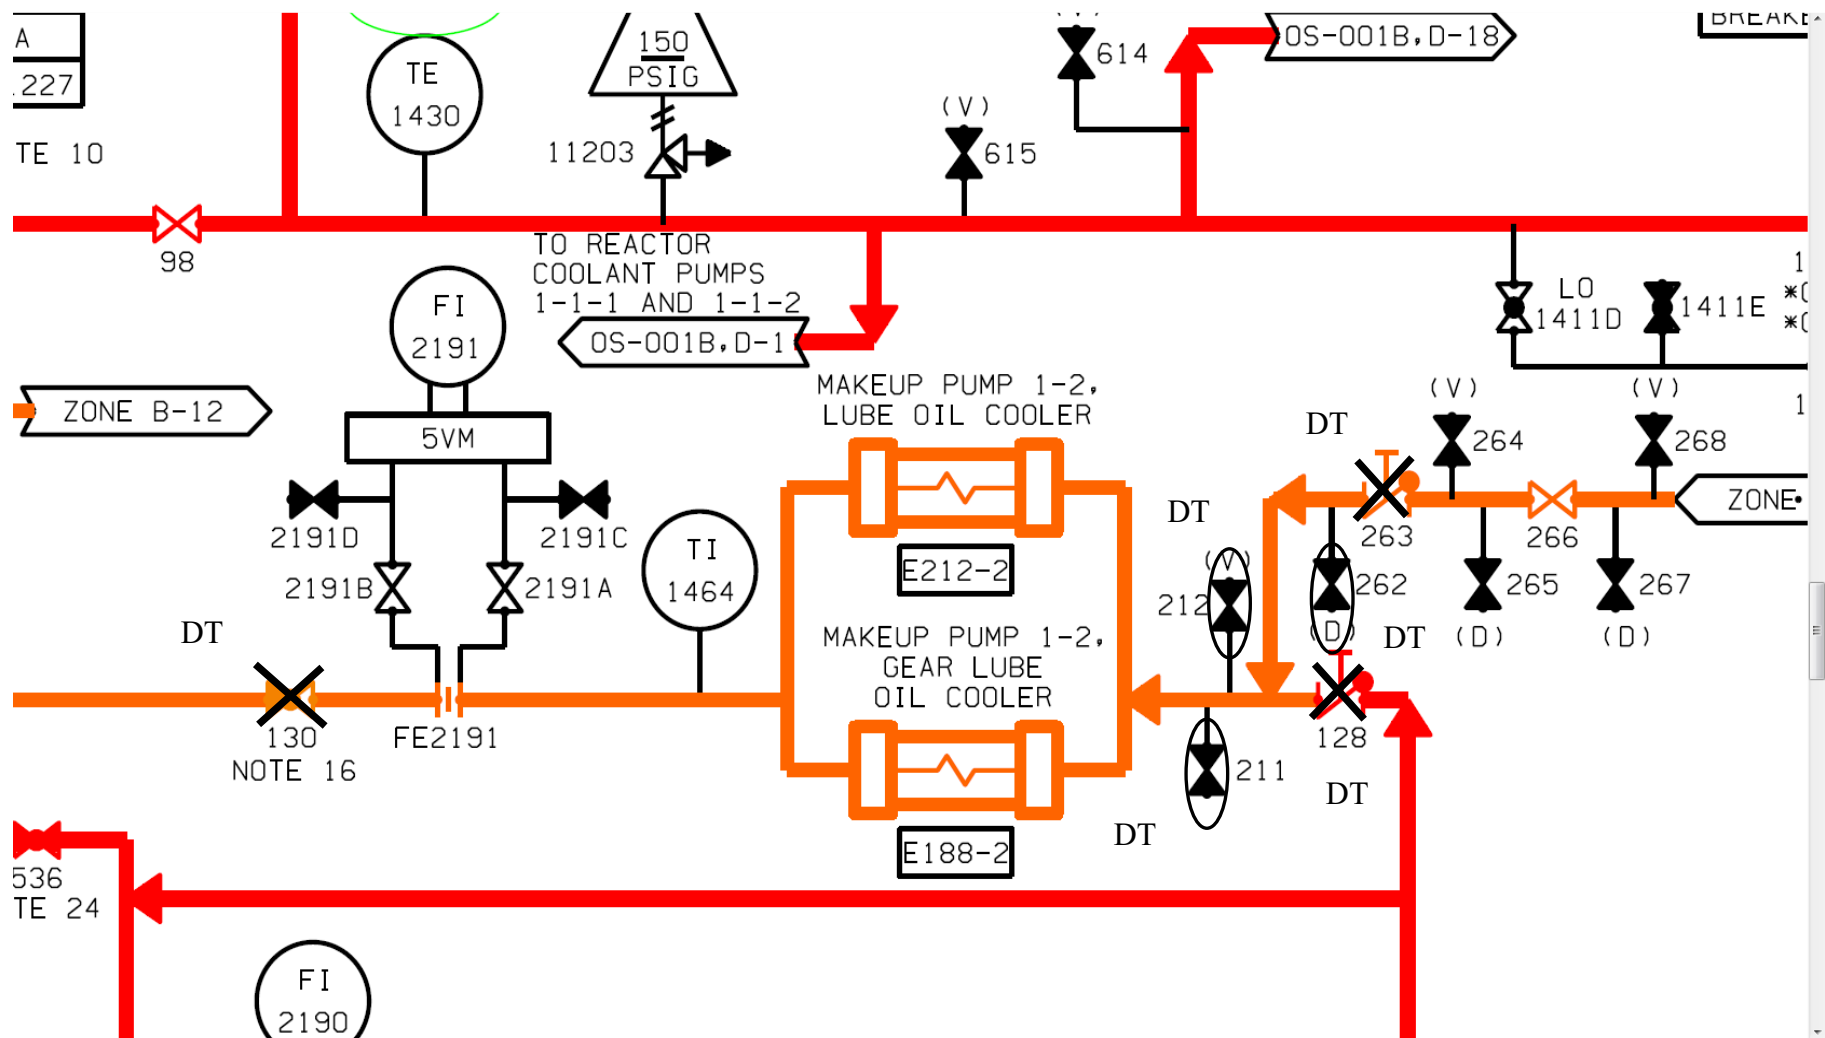 A
.227
TE 10
TE
1430
150
PSIG
11203
(V)
615
614
OS-001B,D-18
98
TO REACTOR
COOLANT PUMPS
1-1-1 AND 1-1-2
OS-001B,D-1
FI
2191
ZONE B-12
5VM
2191D
2191C
2191B
2191A
LO
1411D
1411E
MAKEUP PUMP 1-2,
LUBE OIL COOLER
E212-2
TI
1464
MAKEUP PUMP 1-2,
GEAR LUBE
OIL COOLER
E188-2
DT
(V)
264
(V)
268
ZONE
263
266
DT
(V)
212
262
(D)
DT
265
(D)
267
(D)
DT
130
NOTE 16
FE2191
128
211
DT
DT
536
TE 24
FI
2190